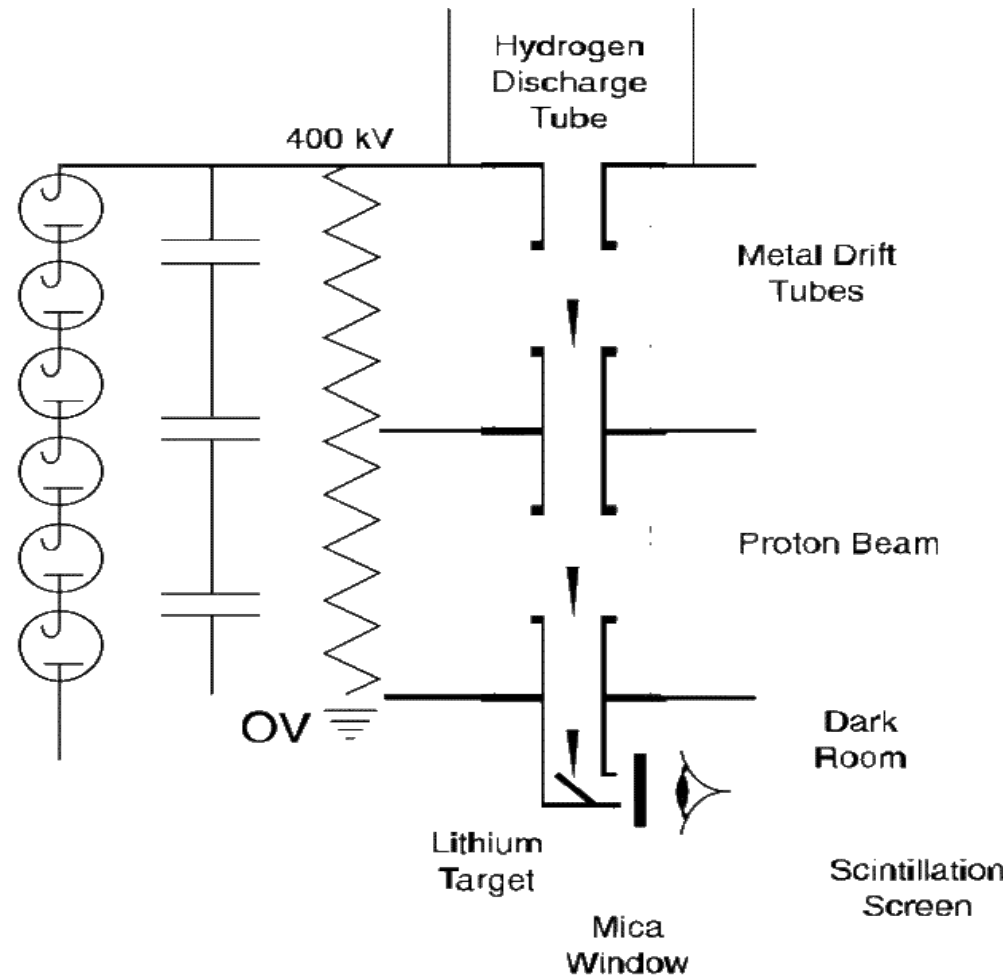 Hydrogen
Discharge
Tube
400 kV
Metal Drift
Tubes
Proton Beam
OV
Dark
Room
Lithium
Target
Scintillation
Screen
Mica
Window